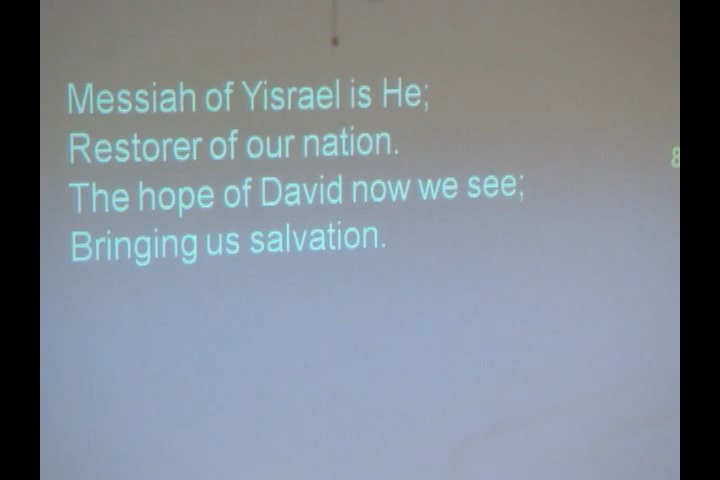 Messiah of Yisrael is He;
Restorer of our nation.
The hope of David now we see;
Bringing us salvation.